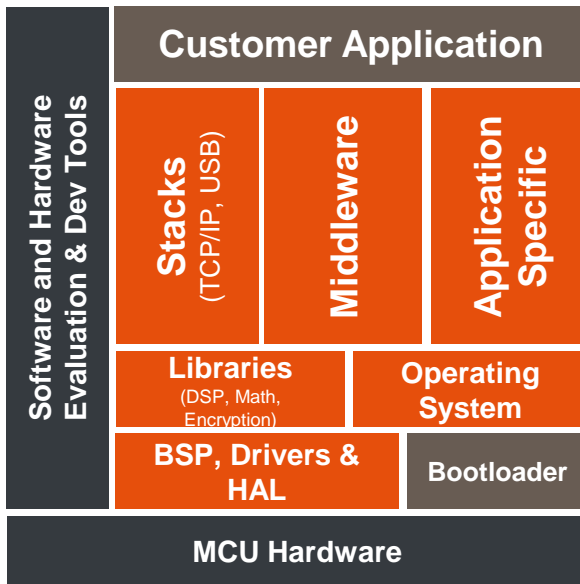 Customer Application
Software and Hardware
Evaluation & Dev Tools
Stacks
(TCP/IP, USB)
Middleware
Application
Specific
Libraries
(DSP, Math,
Encryption)
Operating
System
BSP, Drivers &
HAL
Bootloader
MCU Hardware